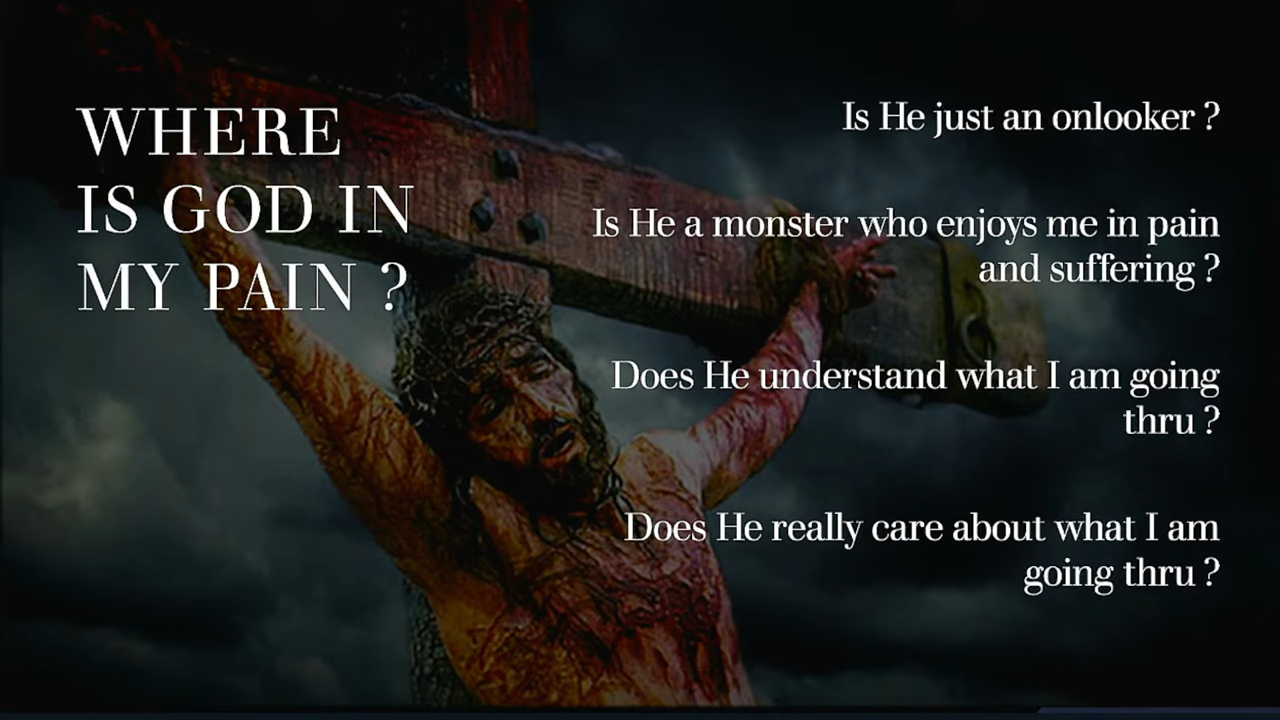 WHERE
IS GOD IN
MY PAIN ?
Is He just an onlooker ?
Is He a monster who enjoys me in pain
and suffering ?
Does He understand what I am going
thru ?
Does He really care about what I am
going thru ?